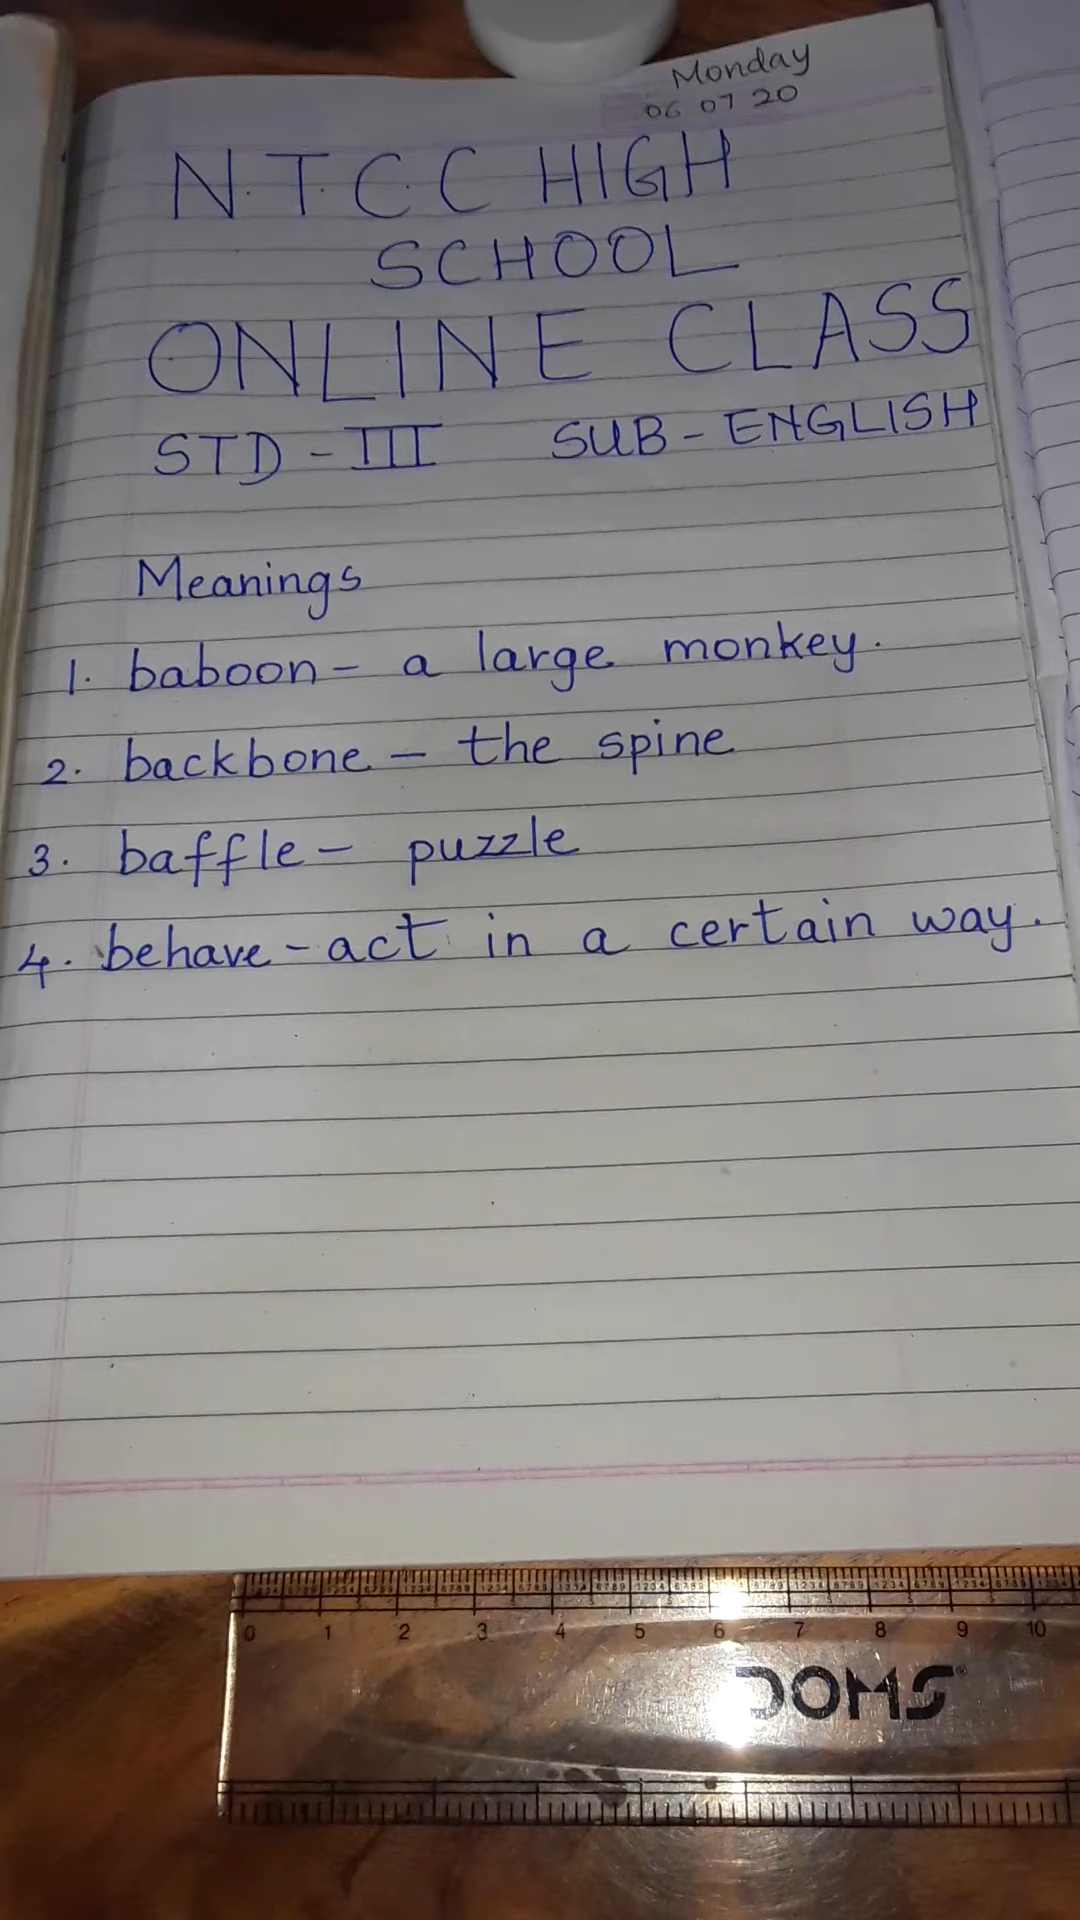 Monday
06 07 20
N.T.C.C HIGH
SCHOOL
ONLINE CLASS
STD - III SUB - ENGLISH
Meanings
1. baboon - a large monkey.
2. backbone - the spine
3. baffle - puzzle
4. behave - act in a certain way.
0 1 2 3 4 5 6 7 8 9 10
DOMS